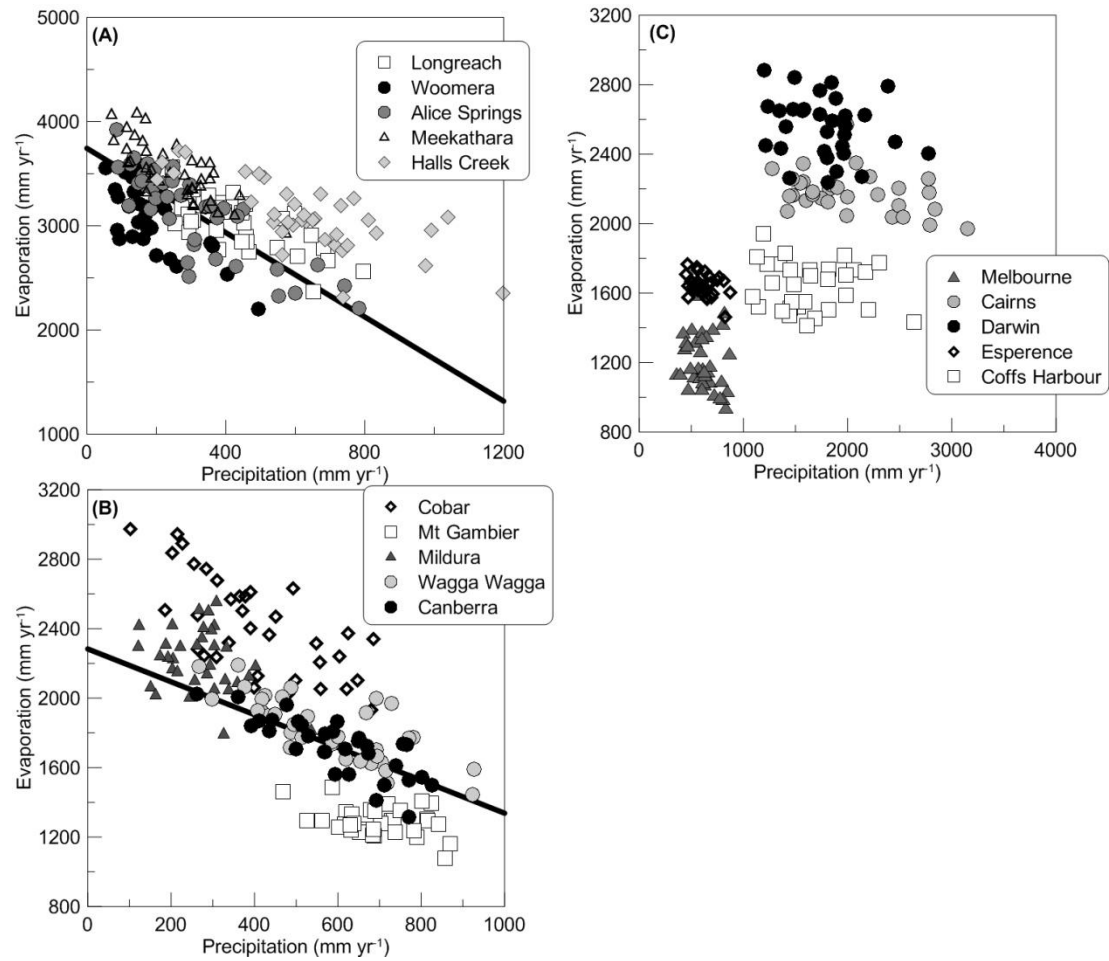 (A)
5000
4000
3000
2000
1000
Evaporation (mm yr⁻¹)
Longreach
Woomera
Alice Springs
Meekathara
Halls Creek
0 200 400 600 800 1000 1200
Precipitation (mm yr⁻¹)
(C)
3200
2800
2400
2000
1600
1200
800
Evaporation (mm yr⁻¹)
Melbourne
Cairns
Darwin
Esperence
Coffs Harbour
0 1000 2000 3000 4000
Precipitation (mm yr⁻¹)
(B)
3200
2800
2400
2000
1600
1200
800
Evaporation (mm yr⁻¹)
Cobar
Mt Gambier
Mildura
Wagga Wagga
Canberra
0 200 400 600 800 1000
Precipitation (mm yr⁻¹)